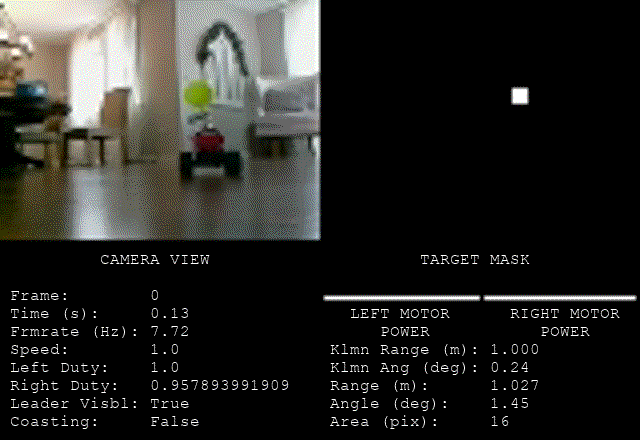 CAMERA VIEW
TARGET MASK
Frame: 0
Time (s): 0.13
Frmrate (Hz): 7.72
Speed: 1.0
Left Duty: 1.0
Right Duty: 0.957893991909
Leader Visbl: True
Coasting: False
LEFT MOTOR POWER
RIGHT MOTOR POWER
Klmn Range (m): 1.000
Klmn Ang (deg): 0.24
Range (m): 1.027
Angle (deg): 1.45
Area (pix): 16